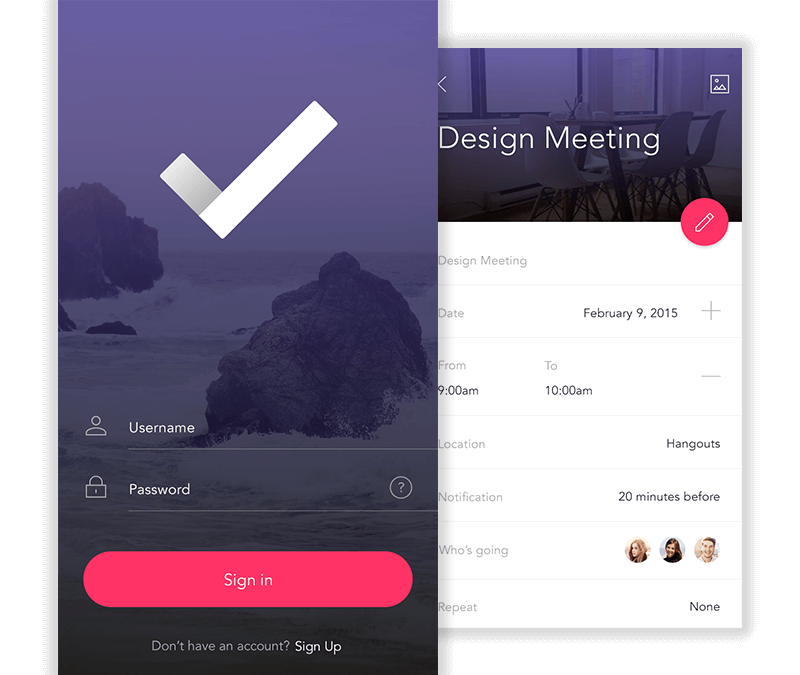 Username
Password
?
Sign in
Don't have an account? Sign Up
Design Meeting
Design Meeting
Date
February 9, 2015
From
To
9:00am
10:00am
Location
Hangouts
Notification
20 minutes before
Who's going
Repeat
None